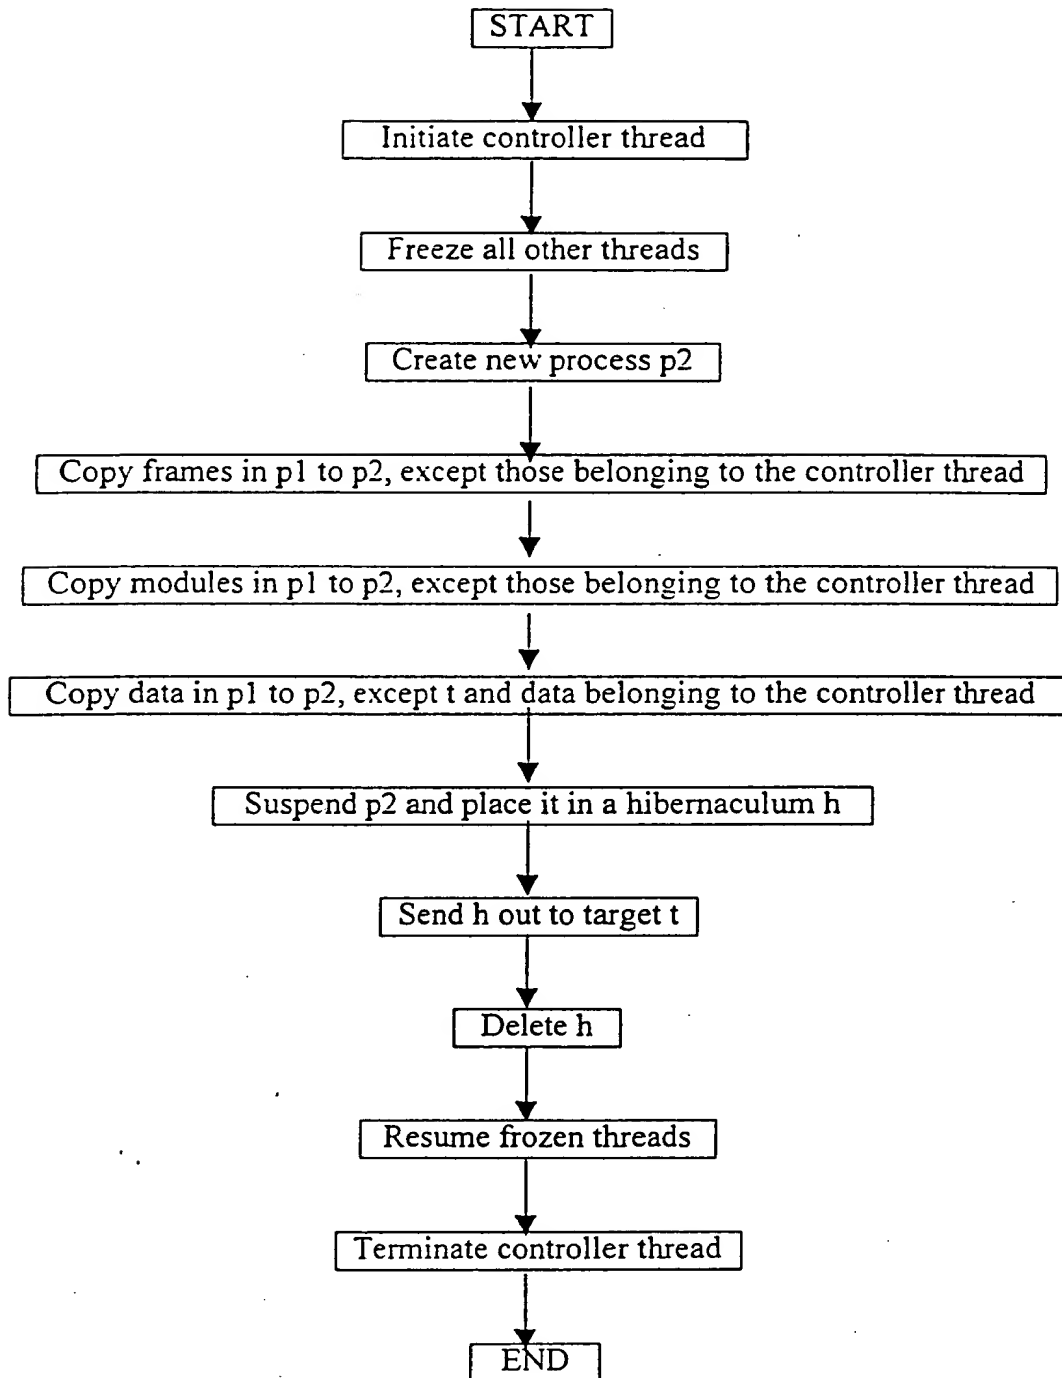 START
Initiate controller thread
Freeze all other threads
Create new process p2
Copy frames in p1 to p2, except those belonging to the controller thread
Copy modules in p1 to p2, except those belonging to the controller thread
Copy data in p1 to p2, except t and data belonging to the controller thread
Suspend p2 and place it in a hibernaculum h
Send h out to target t
Delete h
Resume frozen threads
Terminate controller thread
END